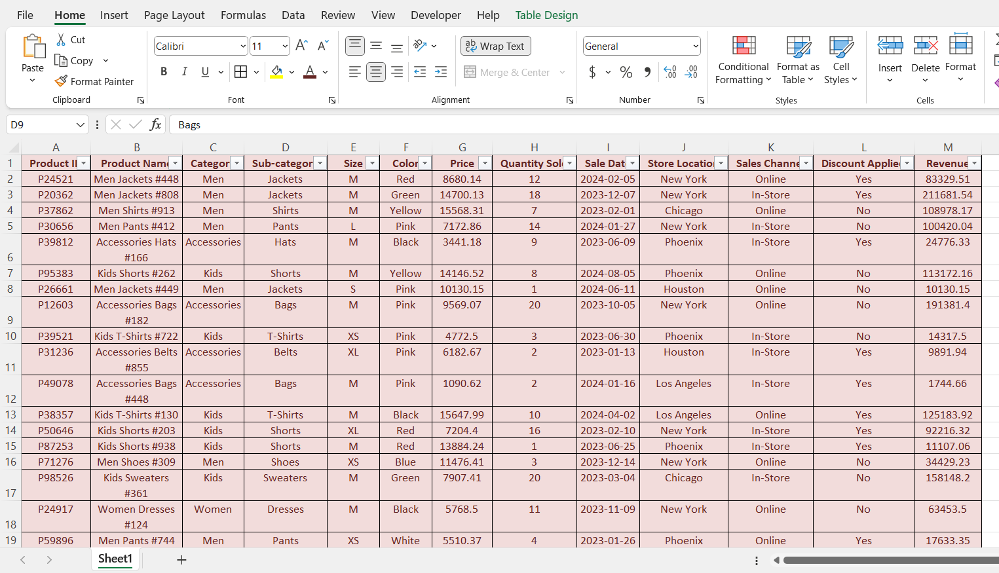 File Home Insert Page Layout Formulas Data Review View Developer Help Table Design
Paste Cut Copy Format Painter Clipboard
Calibri 11 B I U A Font
ab Wrap Text Merge & Center Alignment
General $ % Number
Conditional Formatting Format as Table Cell Styles Styles
Insert Delete Format Cells
D9 fx Bags
A B C D E F G H I J K L M
1 Product I Product Name Categor Sub-categor Size Color Price Quantity Sol Sale Dat Store Locatio Sales Channe Discount Applie Revenue
2 P24521 Men Jackets #448 Men Jackets M Red 8680.14 12 2024-02-05 New York Online Yes 83329.51
3 P20362 Men Jackets #808 Men Jackets M Green 14700.13 18 2023-12-07 New York In-Store Yes 211681.54
4 P37862 Men Shirts #913 Men Shirts M Yellow 15568.31 7 2023-02-01 Chicago Online No 108978.17
5 P30656 Men Pants #412 Men Pants L Pink 7172.86 14 2024-01-27 New York In-Store No 100420.04
6 P39812 Accessories Hats #166 Accessories Hats M Black 3441.18 9 2023-06-09 Phoenix In-Store Yes 24776.33
7 P95383 Kids Shorts #262 Kids Shorts M Yellow 14146.52 8 2024-08-05 Phoenix Online No 113172.16
8 P26661 Men Jackets #449 Men Jackets S Pink 10130.15 1 2024-06-11 Houston Online No 10130.15
9 P12603 Accessories Bags #182 Accessories Bags M Pink 9569.07 20 2023-10-05 New York Online No 191381.4
10 P39521 Kids T-Shirts #722 Kids T-Shirts XS Pink 4772.5 3 2023-06-30 Phoenix In-Store No 14317.5
11 P31236 Accessories Belts #855 Accessories Belts XL Pink 6182.67 2 2023-01-13 Houston In-Store Yes 9891.94
12 P49078 Accessories Bags #448 Accessories Bags M Pink 1090.62 2 2024-01-16 Los Angeles In-Store Yes 1744.66
13 P38357 Kids T-Shirts #130 Kids T-Shirts M Black 15647.99 10 2024-04-02 Los Angeles Online Yes 125183.92
14 P50646 Kids Shorts #203 Kids Shorts XL Red 7204.4 16 2023-02-10 New York In-Store Yes 92216.32
15 P87253 Kids Shorts #938 Kids Shorts M Red 13884.24 1 2023-06-25 Phoenix In-Store Yes 11107.06
16 P71276 Men Shoes #309 Men Shoes XS Blue 11476.41 3 2023-12-14 New York Online No 34429.23
17 P98526 Kids Sweaters #361 Kids Sweaters M Green 7907.41 20 2023-03-04 Chicago In-Store No 158148.2
18 P24917 Women Dresses #124 Women Dresses M Black 5768.5 11 2023-11-09 New York Online No 63453.5
19 P59896 Men Pants #744 Men Pants XS White 5510.37 4 2023-01-26 Phoenix Online Yes 17633.35
Sheet1